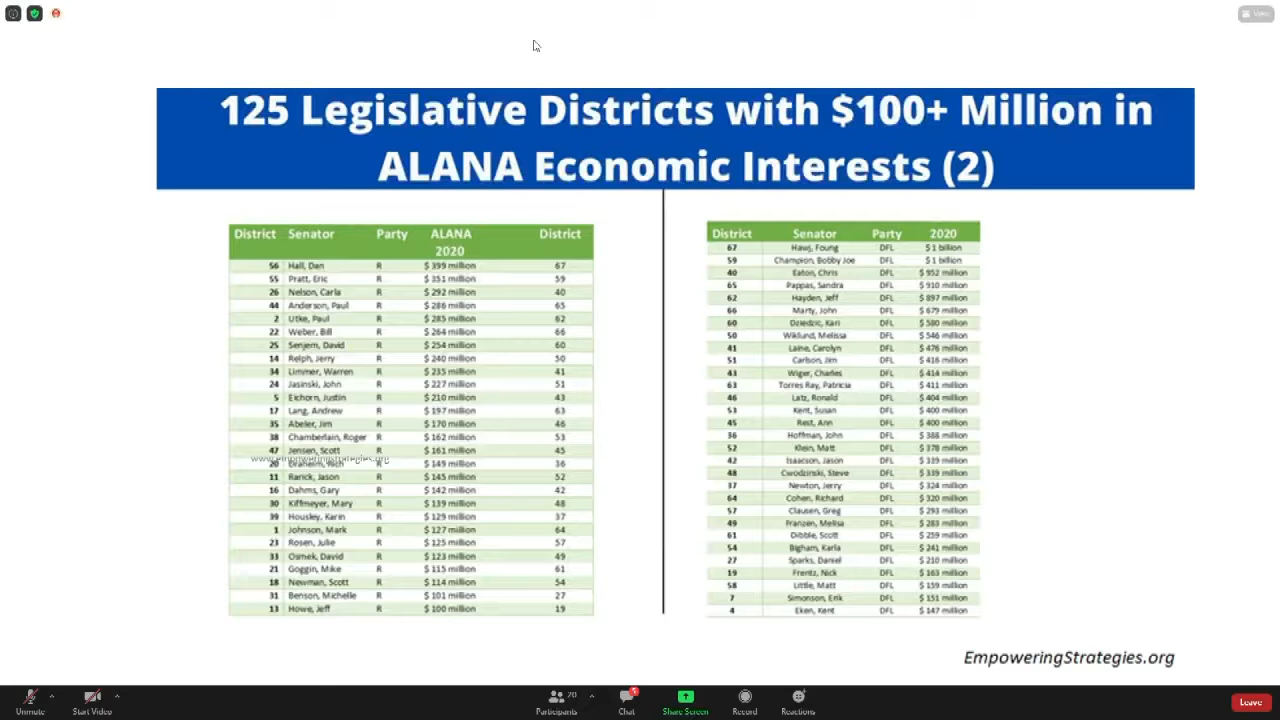 View
125 Legislative Districts with $100+ Million in
ALANA Economic Interests (2)
District Senator Party ALANA District
2020
56 Hall, Dan R $ 399 million 67
55 Pratt, Eric R $ 351 million 59
26 Nelson, Carla R $ 292 million 40
44 Anderson, Paul R $ 286 million 65
2 Utke, Paul R $ 285 million 62
22 Weber, Bill R $ 264 million 66
25 Senjem, David R $ 254 million 60
14 Relph, Jerry R $ 240 million 50
34 Limmer, Warren R $ 235 million 41
24 Jasinski, John R $ 227 million 51
5 Eichorn, Justin R $ 210 million 43
17 Lang, Andrew R $ 197 million 63
35 Abeler, Jim R $ 170 million 46
38 Chamberlain, Roger R $ 162 million 53
47 Jensen, Scott R $ 161 million 45
www.empoweringstrategies.org
20 Draheim, Rich R $ 149 million 36
11 Rarick, Jason R $ 145 million 52
16 Dahms, Gary R $ 142 million 42
30 Kiffmeyer, Mary R $ 139 million 48
39 Housley, Karin R $ 129 million 37
1 Johnson, Mark R $ 127 million 64
23 Rosen, Julie R $ 125 million 57
33 Osmek, David R $ 123 million 49
21 Goggin, Mike R $ 115 million 61
18 Newman, Scott R $ 114 million 54
31 Benson, Michelle R $ 101 million 27
13 Howe, Jeff R $ 100 million 19
District Senator Party 2020
67 Hawj, Foung DFL $ 1 billion
59 Champion, Bobby Joe DFL $ 1 billion
40 Eaton, Chris DFL $ 952 million
65 Pappas, Sandra DFL $ 910 million
62 Hayden, Jeff DFL $ 897 million
66 Marty, John DFL $ 679 million
60 Dziedzic, Kari DFL $ 580 million
50 Wiklund, Melissa DFL $ 546 million
41 Laine, Carolyn DFL $ 476 million
51 Carlson, Jim DFL $ 416 million
43 Wiger, Charles DFL $ 414 million
63 Torres Ray, Patricia DFL $ 411 million
46 Latz, Ronald DFL $ 404 million
53 Kent, Susan DFL $ 400 million
45 Rest, Ann DFL $ 400 million
36 Hoffman, John DFL $ 388 million
52 Klein, Matt DFL $ 378 million
42 Isaacson, Jason DFL $ 339 million
48 Cwodzinski, Steve DFL $ 339 million
37 Newton, Jerry DFL $ 324 million
64 Cohen, Richard DFL $ 320 million
57 Clausen, Greg DFL $ 293 million
49 Franzen, Melisa DFL $ 283 million
61 Dibble, Scott DFL $ 259 million
54 Bigham, Karla DFL $ 241 million
27 Sparks, Daniel DFL $ 210 million
19 Frentz, Nick DFL $ 163 million
58 Little, Matt DFL $ 159 million
7 Simonson, Erik DFL $ 151 million
4 Eken, Kent DFL $ 147 million
EmpoweringStrategies.org
Unmute Start Video Participants 20 Chat 5 Share Screen Record Reactions Leave